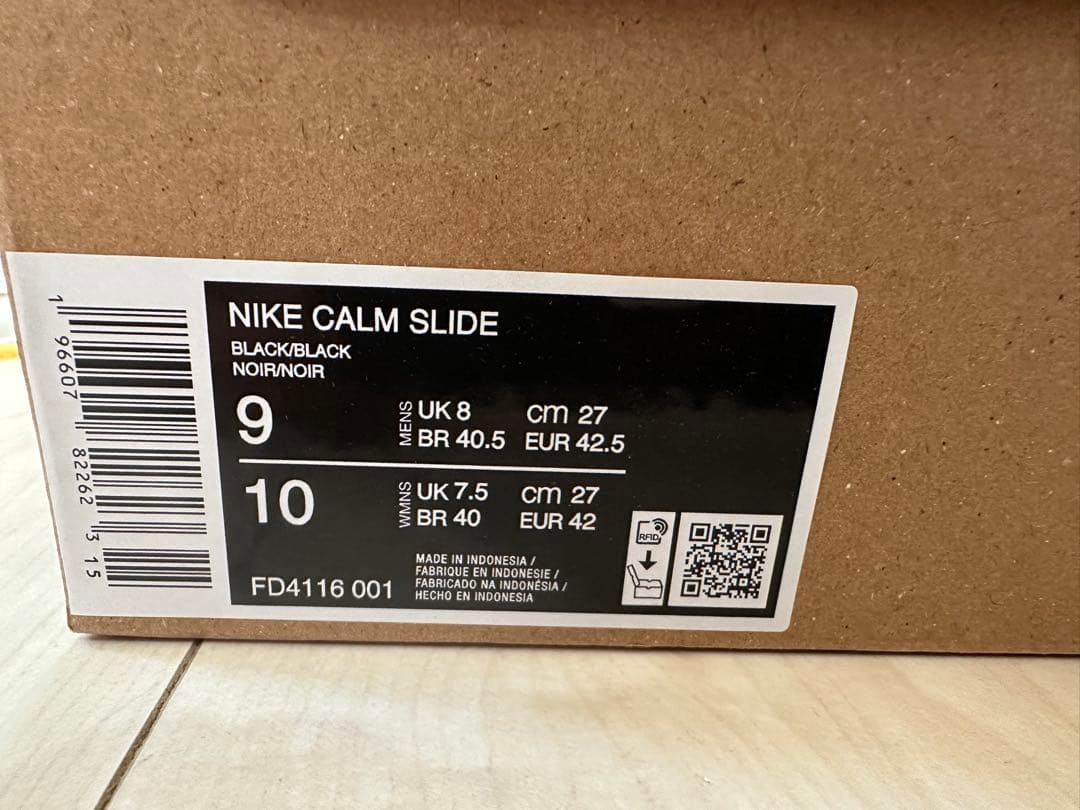 NIKE CALM SLIDE
BLACK/BLACK
NOIR/NOIR
9
MENS
UK 8 cm 27
BR 40.5 EUR 42.5
10
WMNS
UK 7.5 cm 27
BR 40 EUR 42
FD4116 001
MADE IN INDONESIA /
FABRIQUE EN INDONESIE /
FABRICADO NA INDONÉSIA /
HECHO EN INDONESIA
RFID
1 96607 82262 3 15